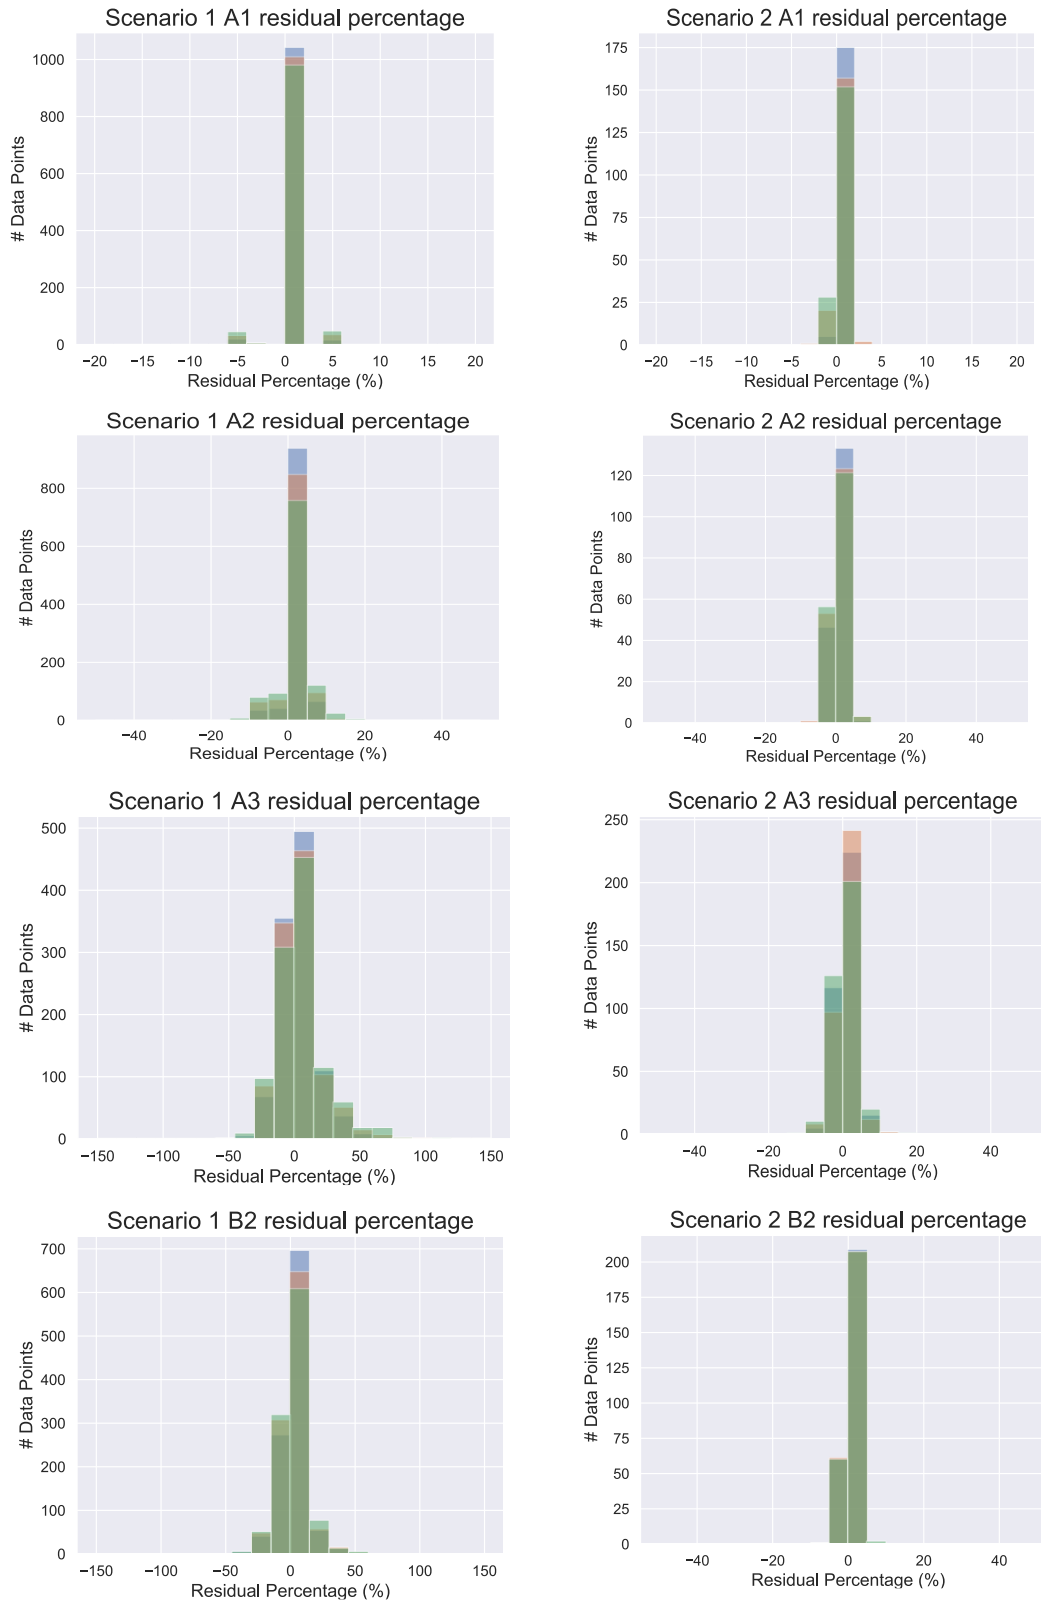 Scenario 1 A1 residual percentage
# Data Points
1000
800
600
400
200
0
−20 −15 −10 −5 0 5 10 15 20
Residual Percentage (%)
Scenario 2 A1 residual percentage
# Data Points
175
150
125
100
75
50
25
0
−20 −15 −10 −5 0 5 10 15 20
Residual Percentage (%)
Scenario 1 A2 residual percentage
# Data Points
800
600
400
200
0
−40 −20 0 20 40
Residual Percentage (%)
Scenario 2 A2 residual percentage
# Data Points
120
100
80
60
40
20
0
−40 −20 0 20 40
Residual Percentage (%)
Scenario 1 A3 residual percentage
# Data Points
500
400
300
200
100
0
−150 −100 −50 0 50 100 150
Residual Percentage (%)
Scenario 2 A3 residual percentage
# Data Points
250
200
150
100
50
0
−40 −20 0 20 40
Residual Percentage (%)
Scenario 1 B2 residual percentage
# Data Points
700
600
500
400
300
200
100
0
−150 −100 −50 0 50 100 150
Residual Percentage (%)
Scenario 2 B2 residual percentage
# Data Points
200
175
150
125
100
75
50
25
0
−40 −20 0 20 40
Residual Percentage (%)